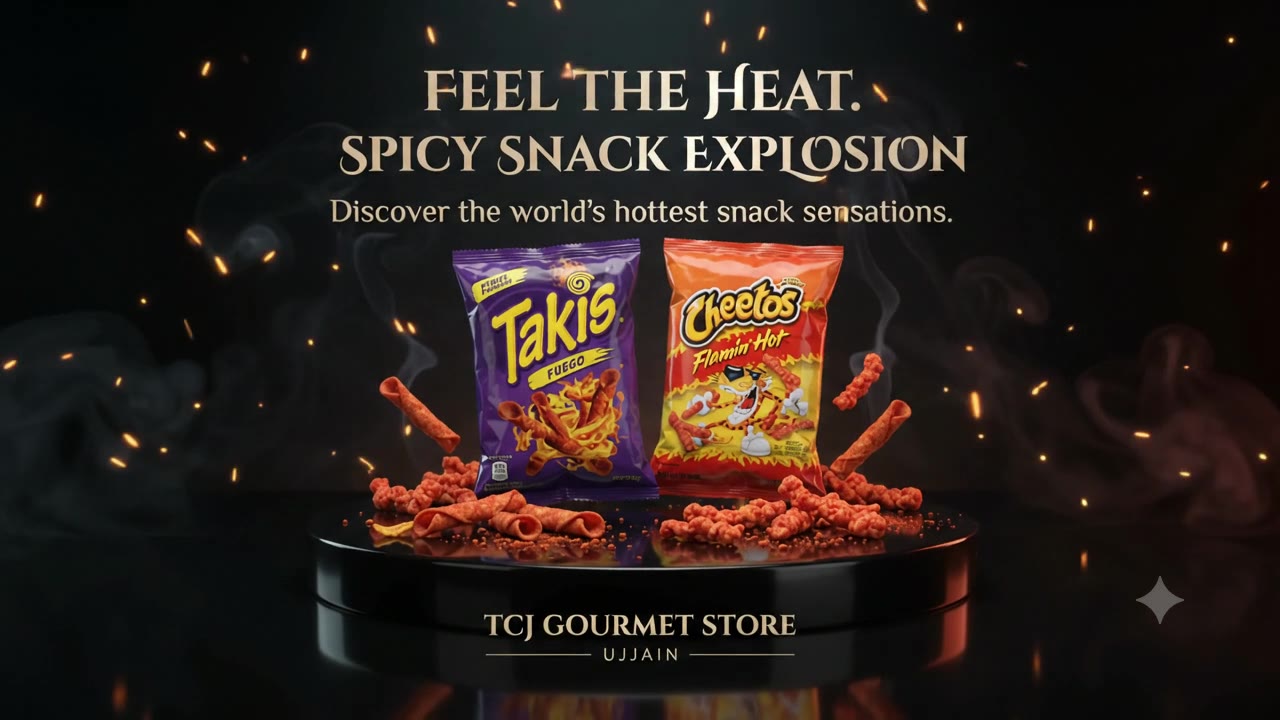 FEEL THE HEAT.
SPICY SNACK EXPLOSION
Discover the world's hottest snack sensations.
Takis
FUEGO
Cheetos
Flamin' Hot
TCJ GOURMET STORE
UJJAIN